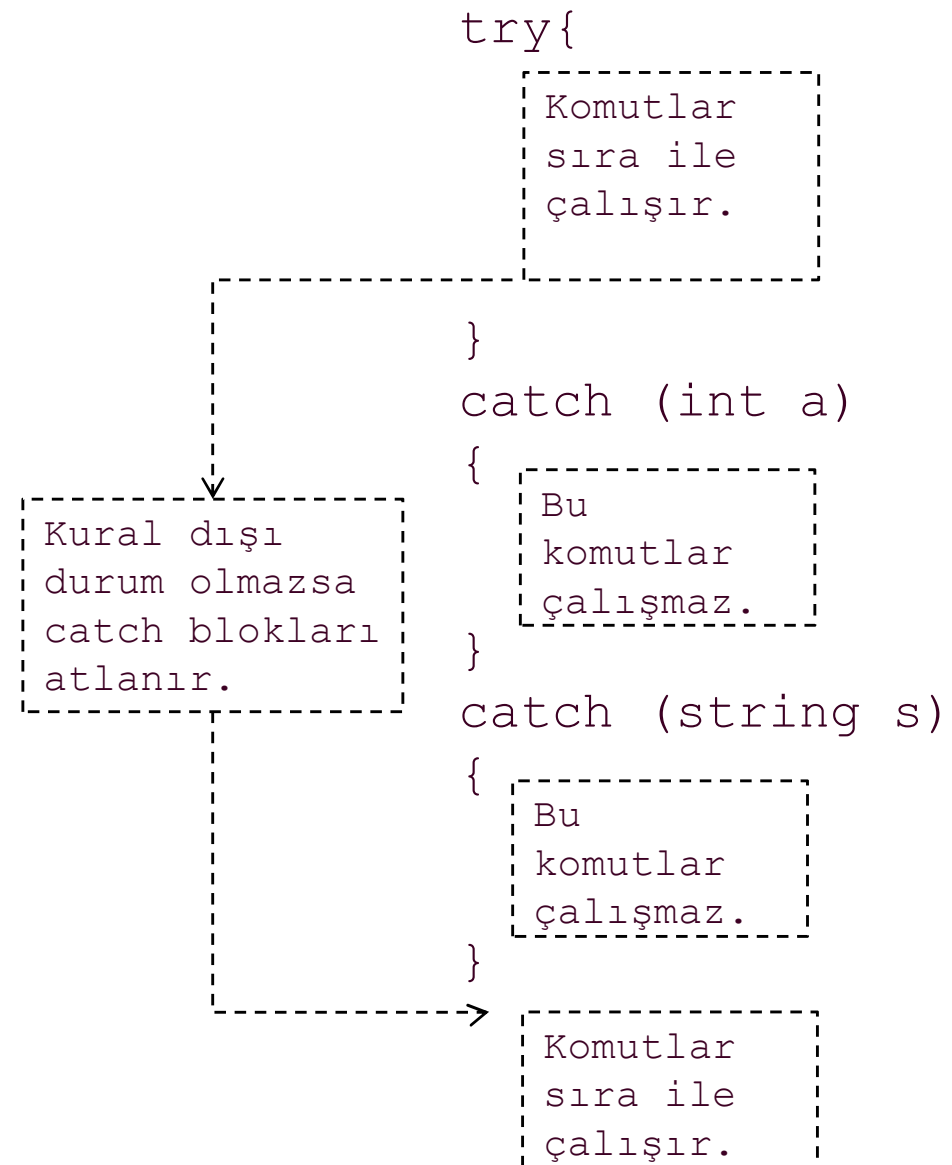 try{
Komutlar
sıra ile
çalışır.
}
catch (int a)
{
Bu
komutlar
çalışmaz.
}
Kural dışı
durum olmazsa
catch blokları
atlanır.
catch (string s)
{
Bu
komutlar
çalışmaz.
}
Komutlar
sıra ile
çalışır.